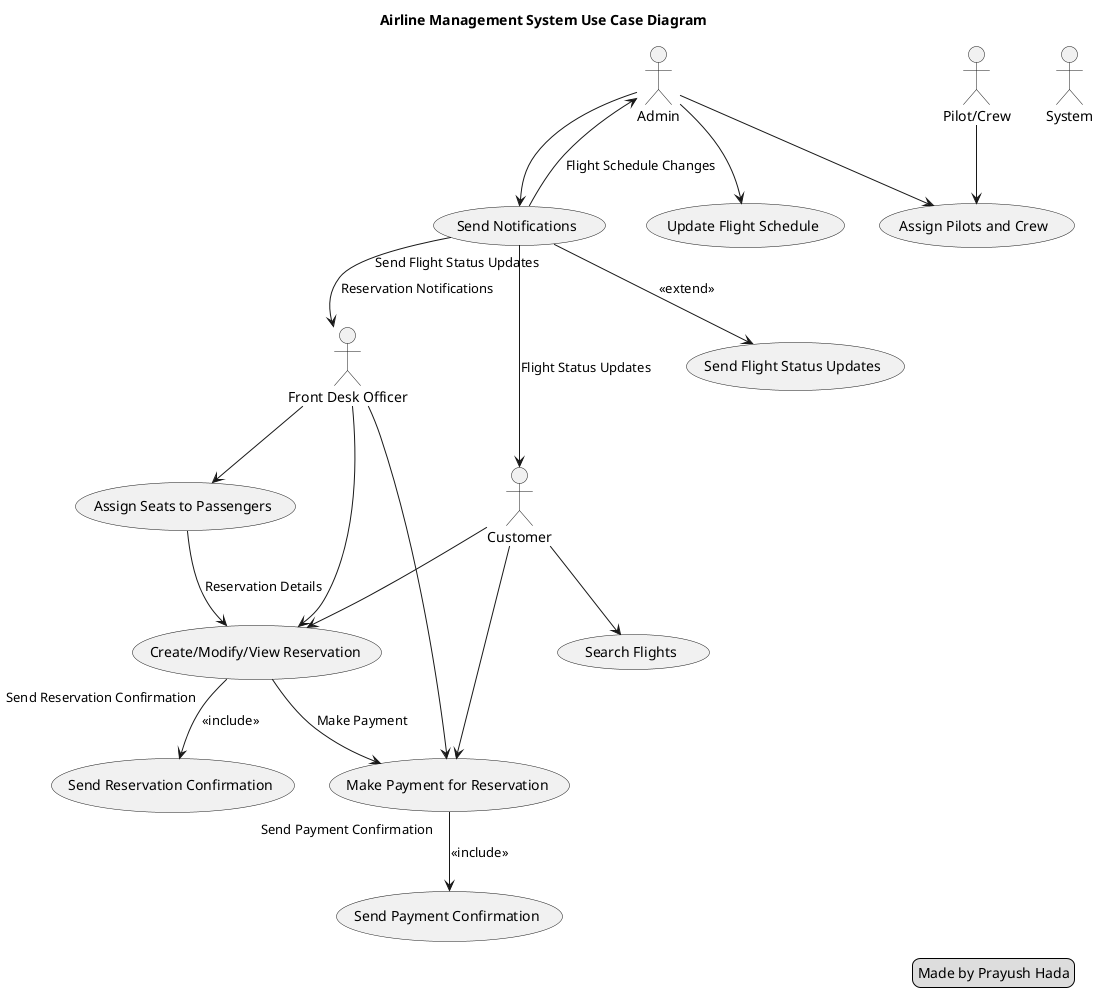 Airline Management System Use Case Diagram
Admin
Pilot/Crew
System
Flight Schedule Changes
Send Notifications
Update Flight Schedule
Assign Pilots and Crew
Send Flight Status Updates
Reservation Notifications
«extend»
Flight Status Updates
Send Flight Status Updates
Front Desk Officer
Assign Seats to Passengers
Customer
Reservation Details
Create/Modify/View Reservation
Search Flights
Send Reservation Confirmation
«include»
Make Payment
Send Reservation Confirmation
Make Payment for Reservation
Send Payment Confirmation
«include»
Send Payment Confirmation
Made by Prayush Hada